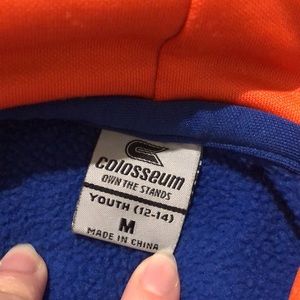 COLOSSEUM
OWN THE STANDS
YOUTH (12-14)
M
MADE IN CHINA